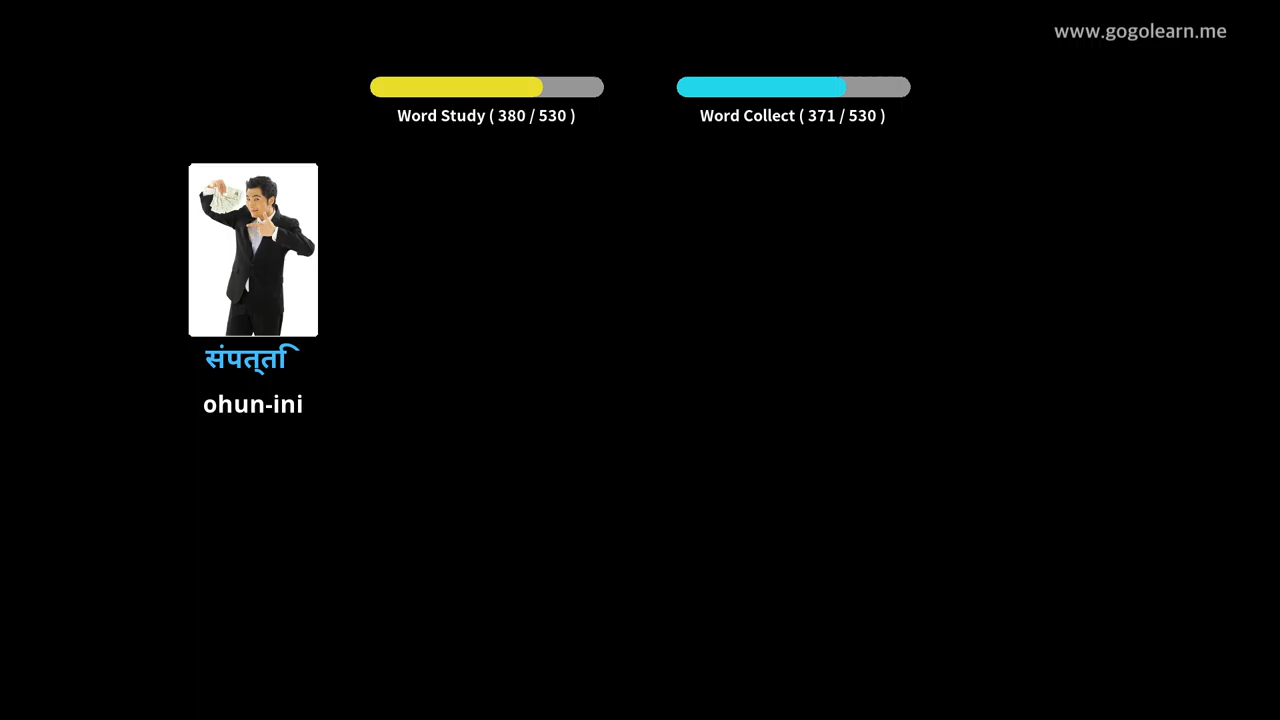 www.gogolearn.me
Word Study ( 380 / 530 )
Word Collect ( 371 / 530 )
संपत्ति
ohun-ini